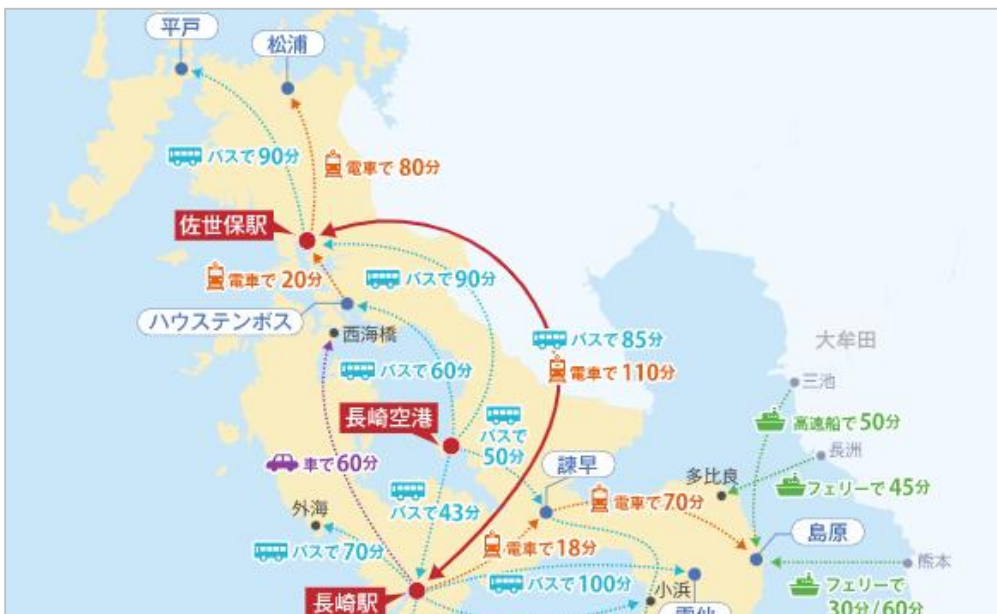 平戸
松浦
バスで90分
電車で80分
佐世保駅
電車で20分
バスで90分
ハウステンボス
西海橋
バスで85分
電車で110分
大牟田
バスで60分
三池
長崎空港
高速船で50分
バスで
50分
長洲
車で60分
諫早
多比良
フェリーで45分
バスで43分
電車で70分
外海
島原
バスで70分
電車で18分
熊本
バスで100分
フェリーで
30分/60分
長崎駅
小浜
雲仙